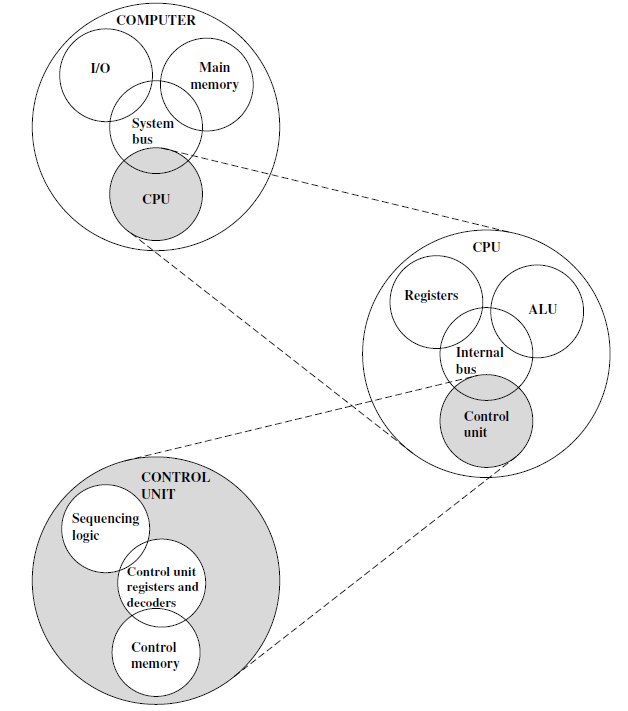 COMPUTER
I/O
Main
memory
System
bus
CPU
CPU
Registers
ALU
Internal
bus
Control
unit
CONTROL
UNIT
Sequencing
logic
Control unit
registers and
decoders
Control
memory